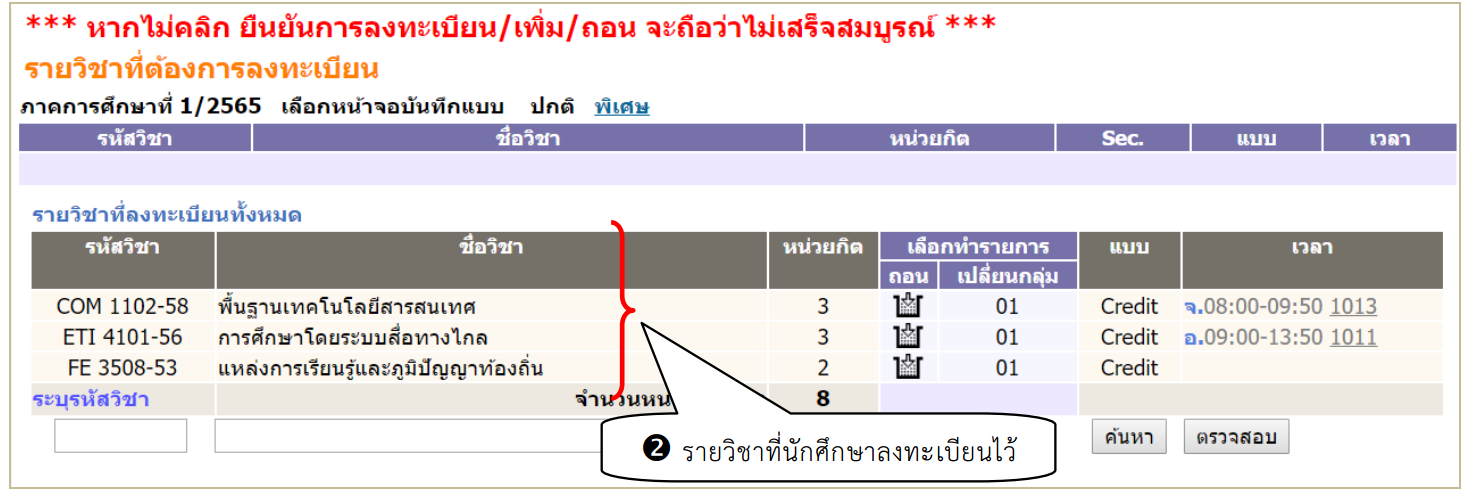 *** หากไม่คลิก ยืนยันการลงทะเบียน/เพิ่ม/ถอน จะถือว่าไม่เสร็จสมบูรณ์ ***
รายวิชาที่ต้องการลงทะเบียน
ภาคการศึกษาที่ 1/2565 เลือกหน้าจอบันทึกแบบ ปกติ พิเศษ
รหัสวิชา ชื่อวิชา หน่วยกิต Sec. แบบ เวลา
รายวิชาที่ลงทะเบียนทั้งหมด
รหัสวิชา ชื่อวิชา หน่วยกิต เลือกทำรายการ แบบ เวลา
ถอน เปลี่ยนกลุ่ม
COM 1102-58 พื้นฐานเทคโนโลยีสารสนเทศ 3 01 Credit จ.08:00-09:50 1013
ETI 4101-56 การศึกษาโดยระบบสื่อทางไกล 3 01 Credit อ.09:00-13:50 1011
FE 3508-53 แหล่งการเรียนรู้และภูมิปัญญาท้องถิ่น 2 01 Credit
ระบุรหัสวิชา จำนวนหน 8
ค้นหา ตรวจสอบ
❷ รายวิชาที่นักศึกษาลงทะเบียนไว้